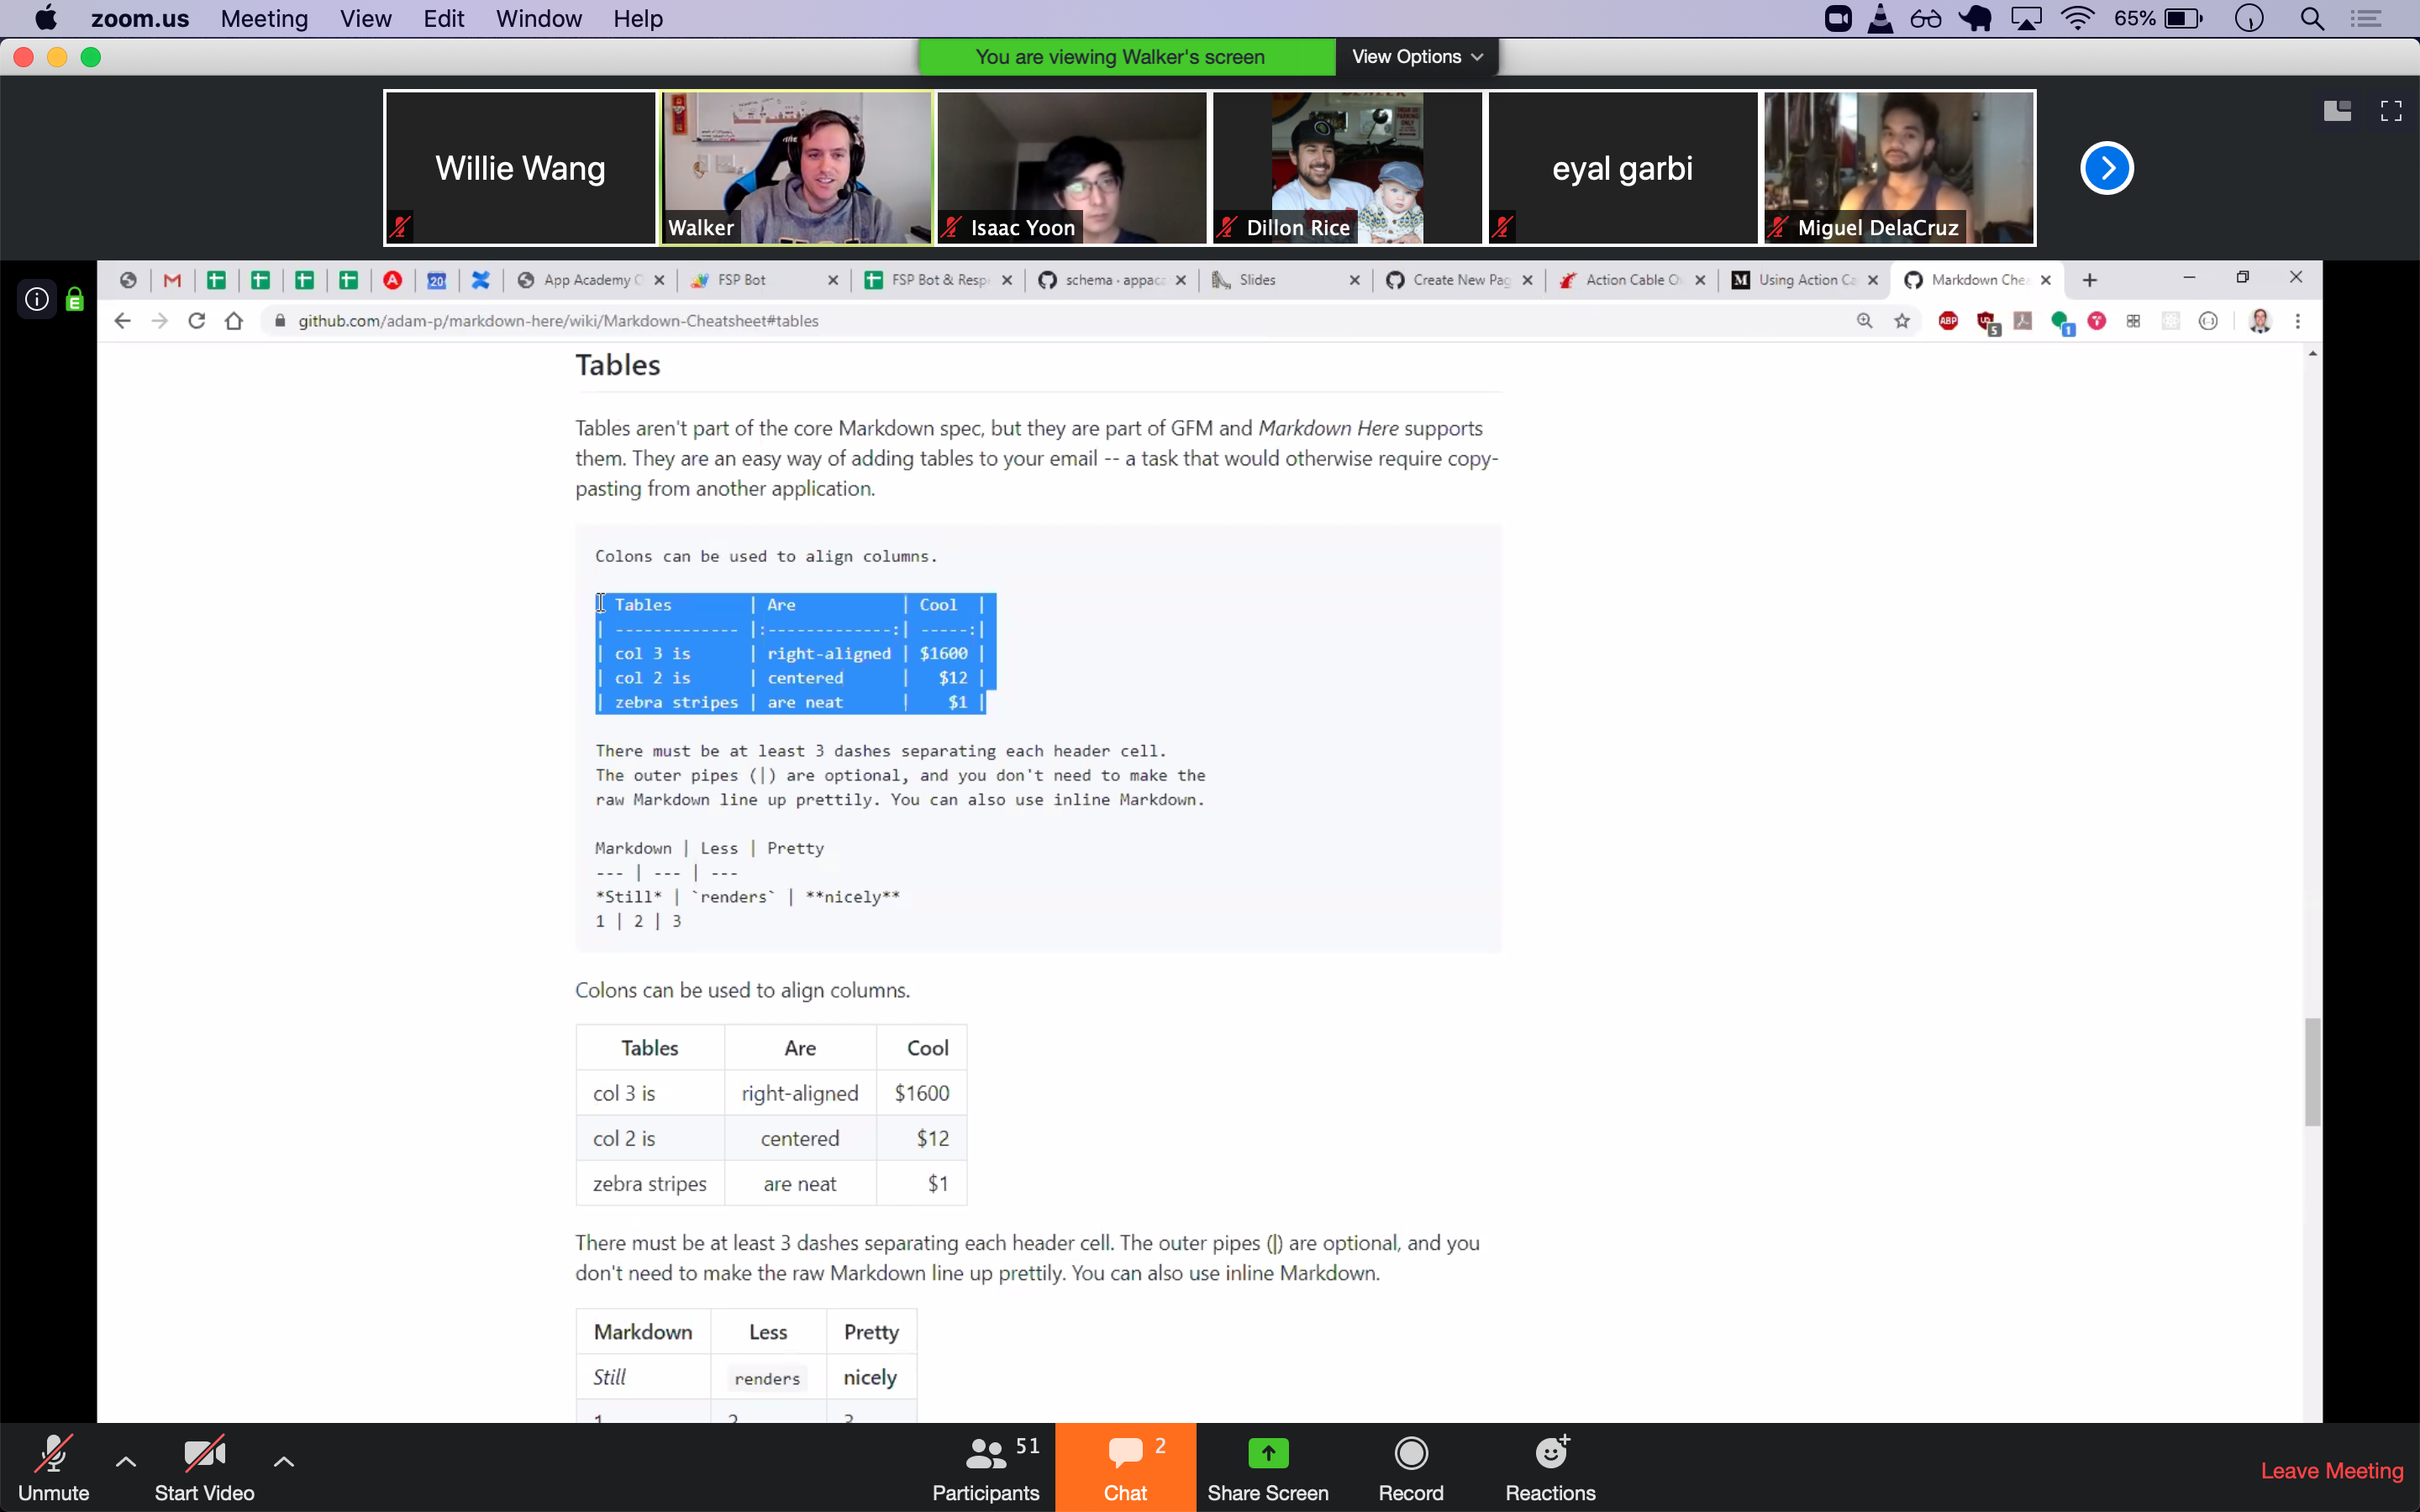 zoom.us Meeting View Edit Window Help 65%
You are viewing Walker's screen View Options
Willie Wang
eyal garbi
Walker
Isaac Yoon
Dillon Rice
Miguel DelaCruz
App Academy FSP Bot FSP Bot & Resp schema · appaca Slides Create New Pag Action Cable O Using Action Ca Markdown Chea
github.com/adam-p/markdown-here/wiki/Markdown-Cheatsheet#tables
Tables
Tables aren't part of the core Markdown spec, but they are part of GFM and Markdown Here supports
them. They are an easy way of adding tables to your email -- a task that would otherwise require copy-
pasting from another application.
Colons can be used to align columns.
| Tables        | Are           | Cool  |
| ------------- |:-------------:| -----:|
| col 3 is      | right-aligned | $1600 |
| col 2 is      | centered      |   $12 |
| zebra stripes | are neat      |    $1 |
There must be at least 3 dashes separating each header cell.
The outer pipes (|) are optional, and you don't need to make the
raw Markdown line up prettily. You can also use inline Markdown.
Markdown | Less | Pretty
--- | --- | ---
*Still* | `renders` | **nicely**
1 | 2 | 3
Colons can be used to align columns.
Tables Are Cool
col 3 is right-aligned $1600
col 2 is centered $12
zebra stripes are neat $1
There must be at least 3 dashes separating each header cell. The outer pipes (|) are optional, and you
don't need to make the raw Markdown line up prettily. You can also use inline Markdown.
Markdown Less Pretty
Still renders nicely
1 2 3
Unmute Start Video Participants 51 Chat 2 Share Screen Record Reactions Leave Meeting